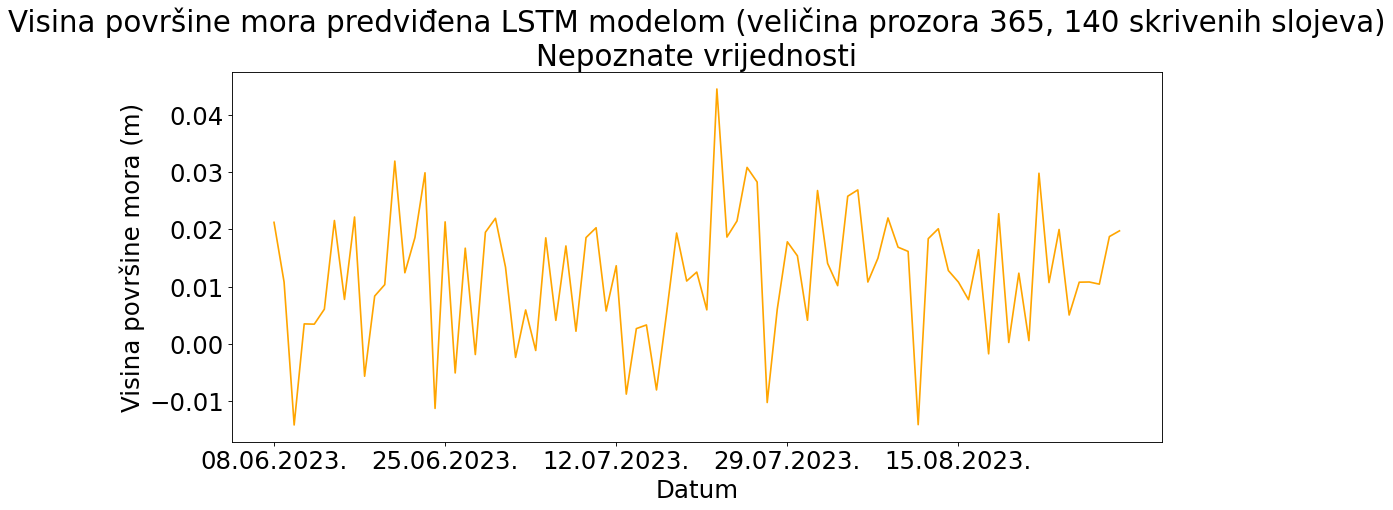 Visina površine mora predviđena LSTM modelom (veličina prozora 365, 140 skrivenih slojeva)
Nepoznate vrijednosti
Visina površine mora (m)
0.04
0.03
0.02
0.01
0.00
−0.01
08.06.2023. 25.06.2023. 12.07.2023. 29.07.2023. 15.08.2023.
Datum